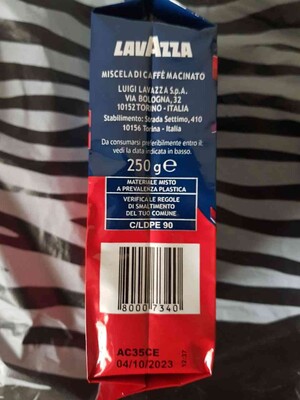 LAVAZZA
MISCELA DI CAFFÈ MACINATO
LUIGI LAVAZZA S.p.A.
VIA BOLOGNA, 32
10152 TORINO - ITALIA
Stabilimento: Strada Settimo, 410
10156 Torino - Italia
Da consumarsi preferibilmente entro il:
vedi la data indicata in basso.
250 g e
MATERIALE MISTO
A PREVALENZA PLASTICA
VERIFICA LE REGOLE
DI SMALTIMENTO
DEL TUO COMUNE.
C/LDPE 90
8000 7340
AC35CE
04/10/2023